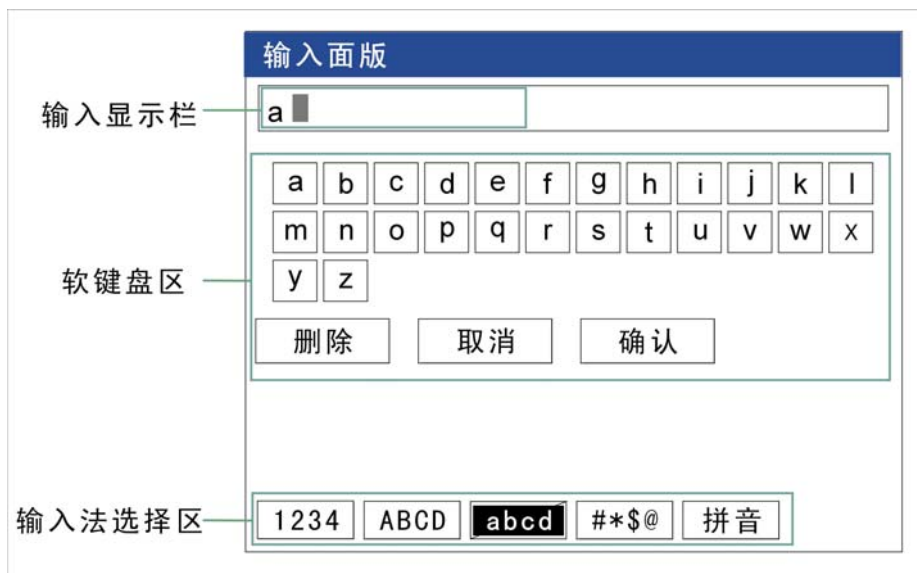 输入面版
输入显示栏
a
a b c d e f g h i j k l
m n o p q r s t u v w x
软键盘区
y z
删除 取消 确认
输入法选择区
1234 ABCD abcd #*$@ 拼音